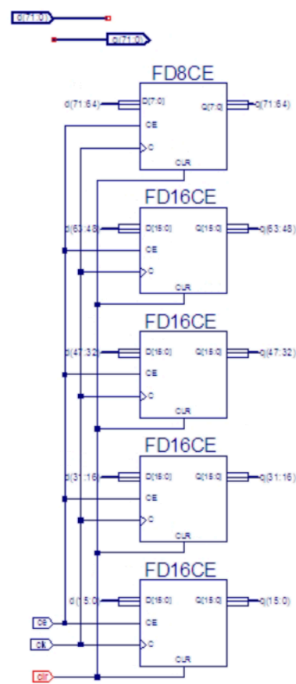 d(71:0)
q(71:0)
FD8CE
d(71:64) D[7:0] Q[7:0] q(71:64)
CE
C
CLR
FD16CE
d(63:48) D[15:0] Q[15:0] q(63:48)
CE
C
CLR
FD16CE
d(47:32) D[15:0] Q[15:0] q(47:32)
CE
C
CLR
FD16CE
d(31:16) D[15:0] Q[15:0] q(31:16)
CE
C
CLR
FD16CE
d(15:0) D[15:0] Q[15:0] q(15:0)
ce CE
clk C
clr CLR